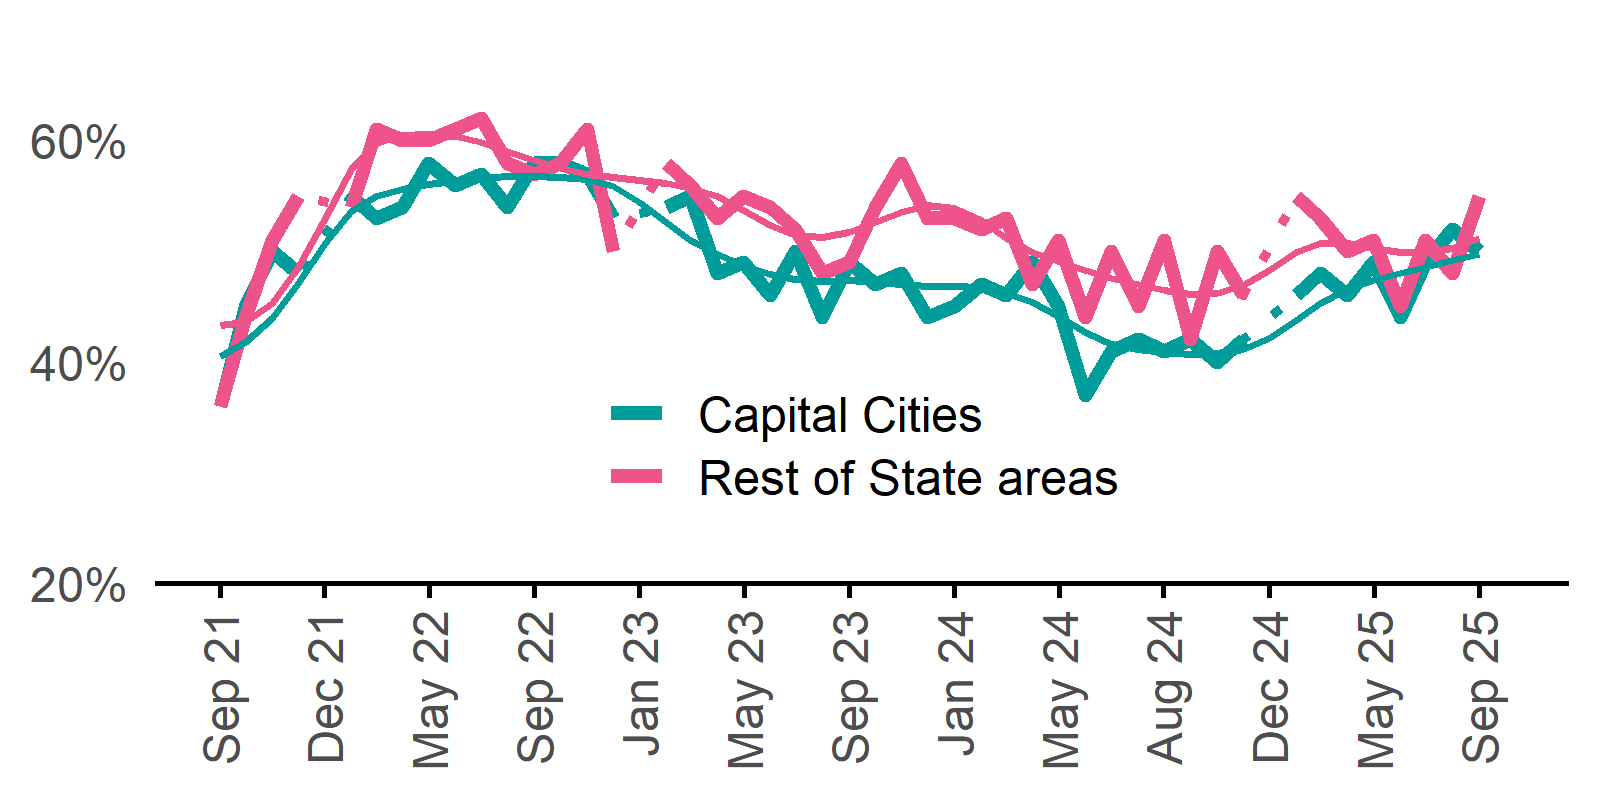 60%
40%
Capital Cities
Rest of State areas
20%
Sep 21
Dec 21
May 22
Sep 22
Jan 23
May 23
Sep 23
Jan 24
May 24
Aug 24
Dec 24
May 25
Sep 25